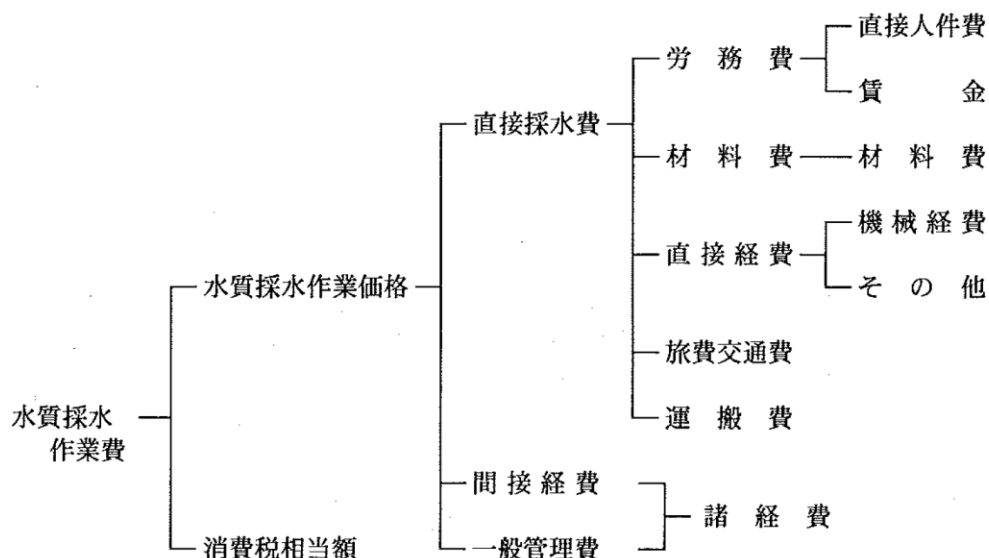 直接人件費
労務費
賃金
直接採水費
材料費
材料費
機械経費
直接経費
水質採水作業価格
その他
旅費交通費
水質採水
作業費
運搬費
間接経費
諸経費
消費税相当額
一般管理費